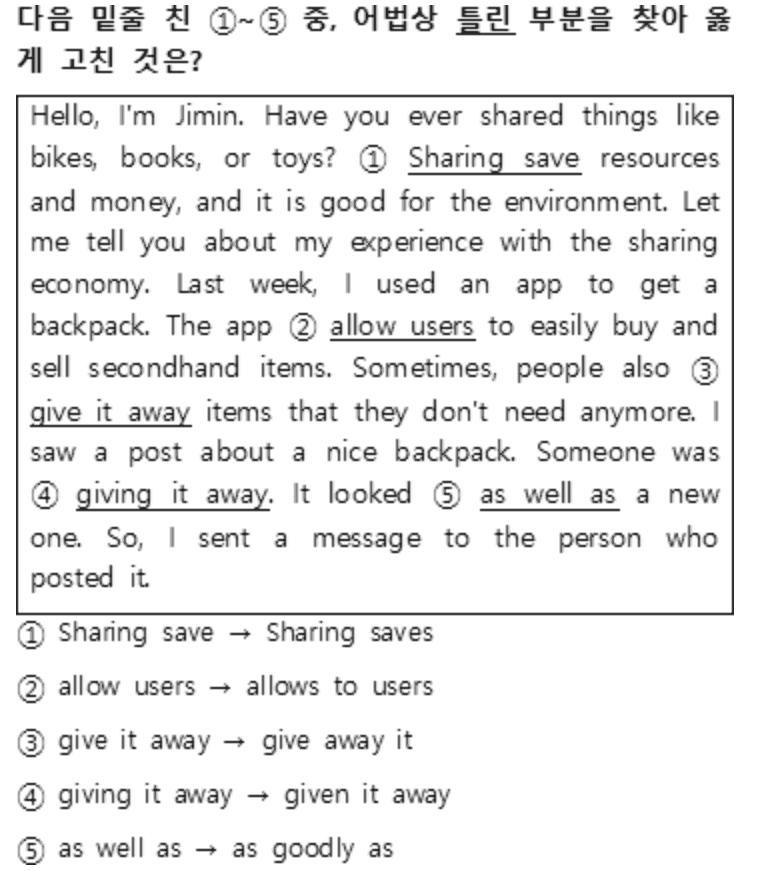 다음 밑줄 친 ①~⑤ 중, 어법상 틀린 부분을 찾아 옳
게 고친 것은?
Hello, I'm Jimin. Have you ever shared things like
bikes, books, or toys? ① Sharing save resources
and money, and it is good for the environment. Let
me tell you about my experience with the sharing
economy. Last week, I used an app to get a
backpack. The app ② allow users to easily buy and
sell secondhand items. Sometimes, people also ③
give it away items that they don't need anymore. I
saw a post about a nice backpack. Someone was
④ giving it away. It looked ⑤ as well as a new
one. So, I sent a message to the person who
posted it.
① Sharing save → Sharing saves
② allow users → allows to users
③ give it away → give away it
④ giving it away → given it away
⑤ as well as → as goodly as